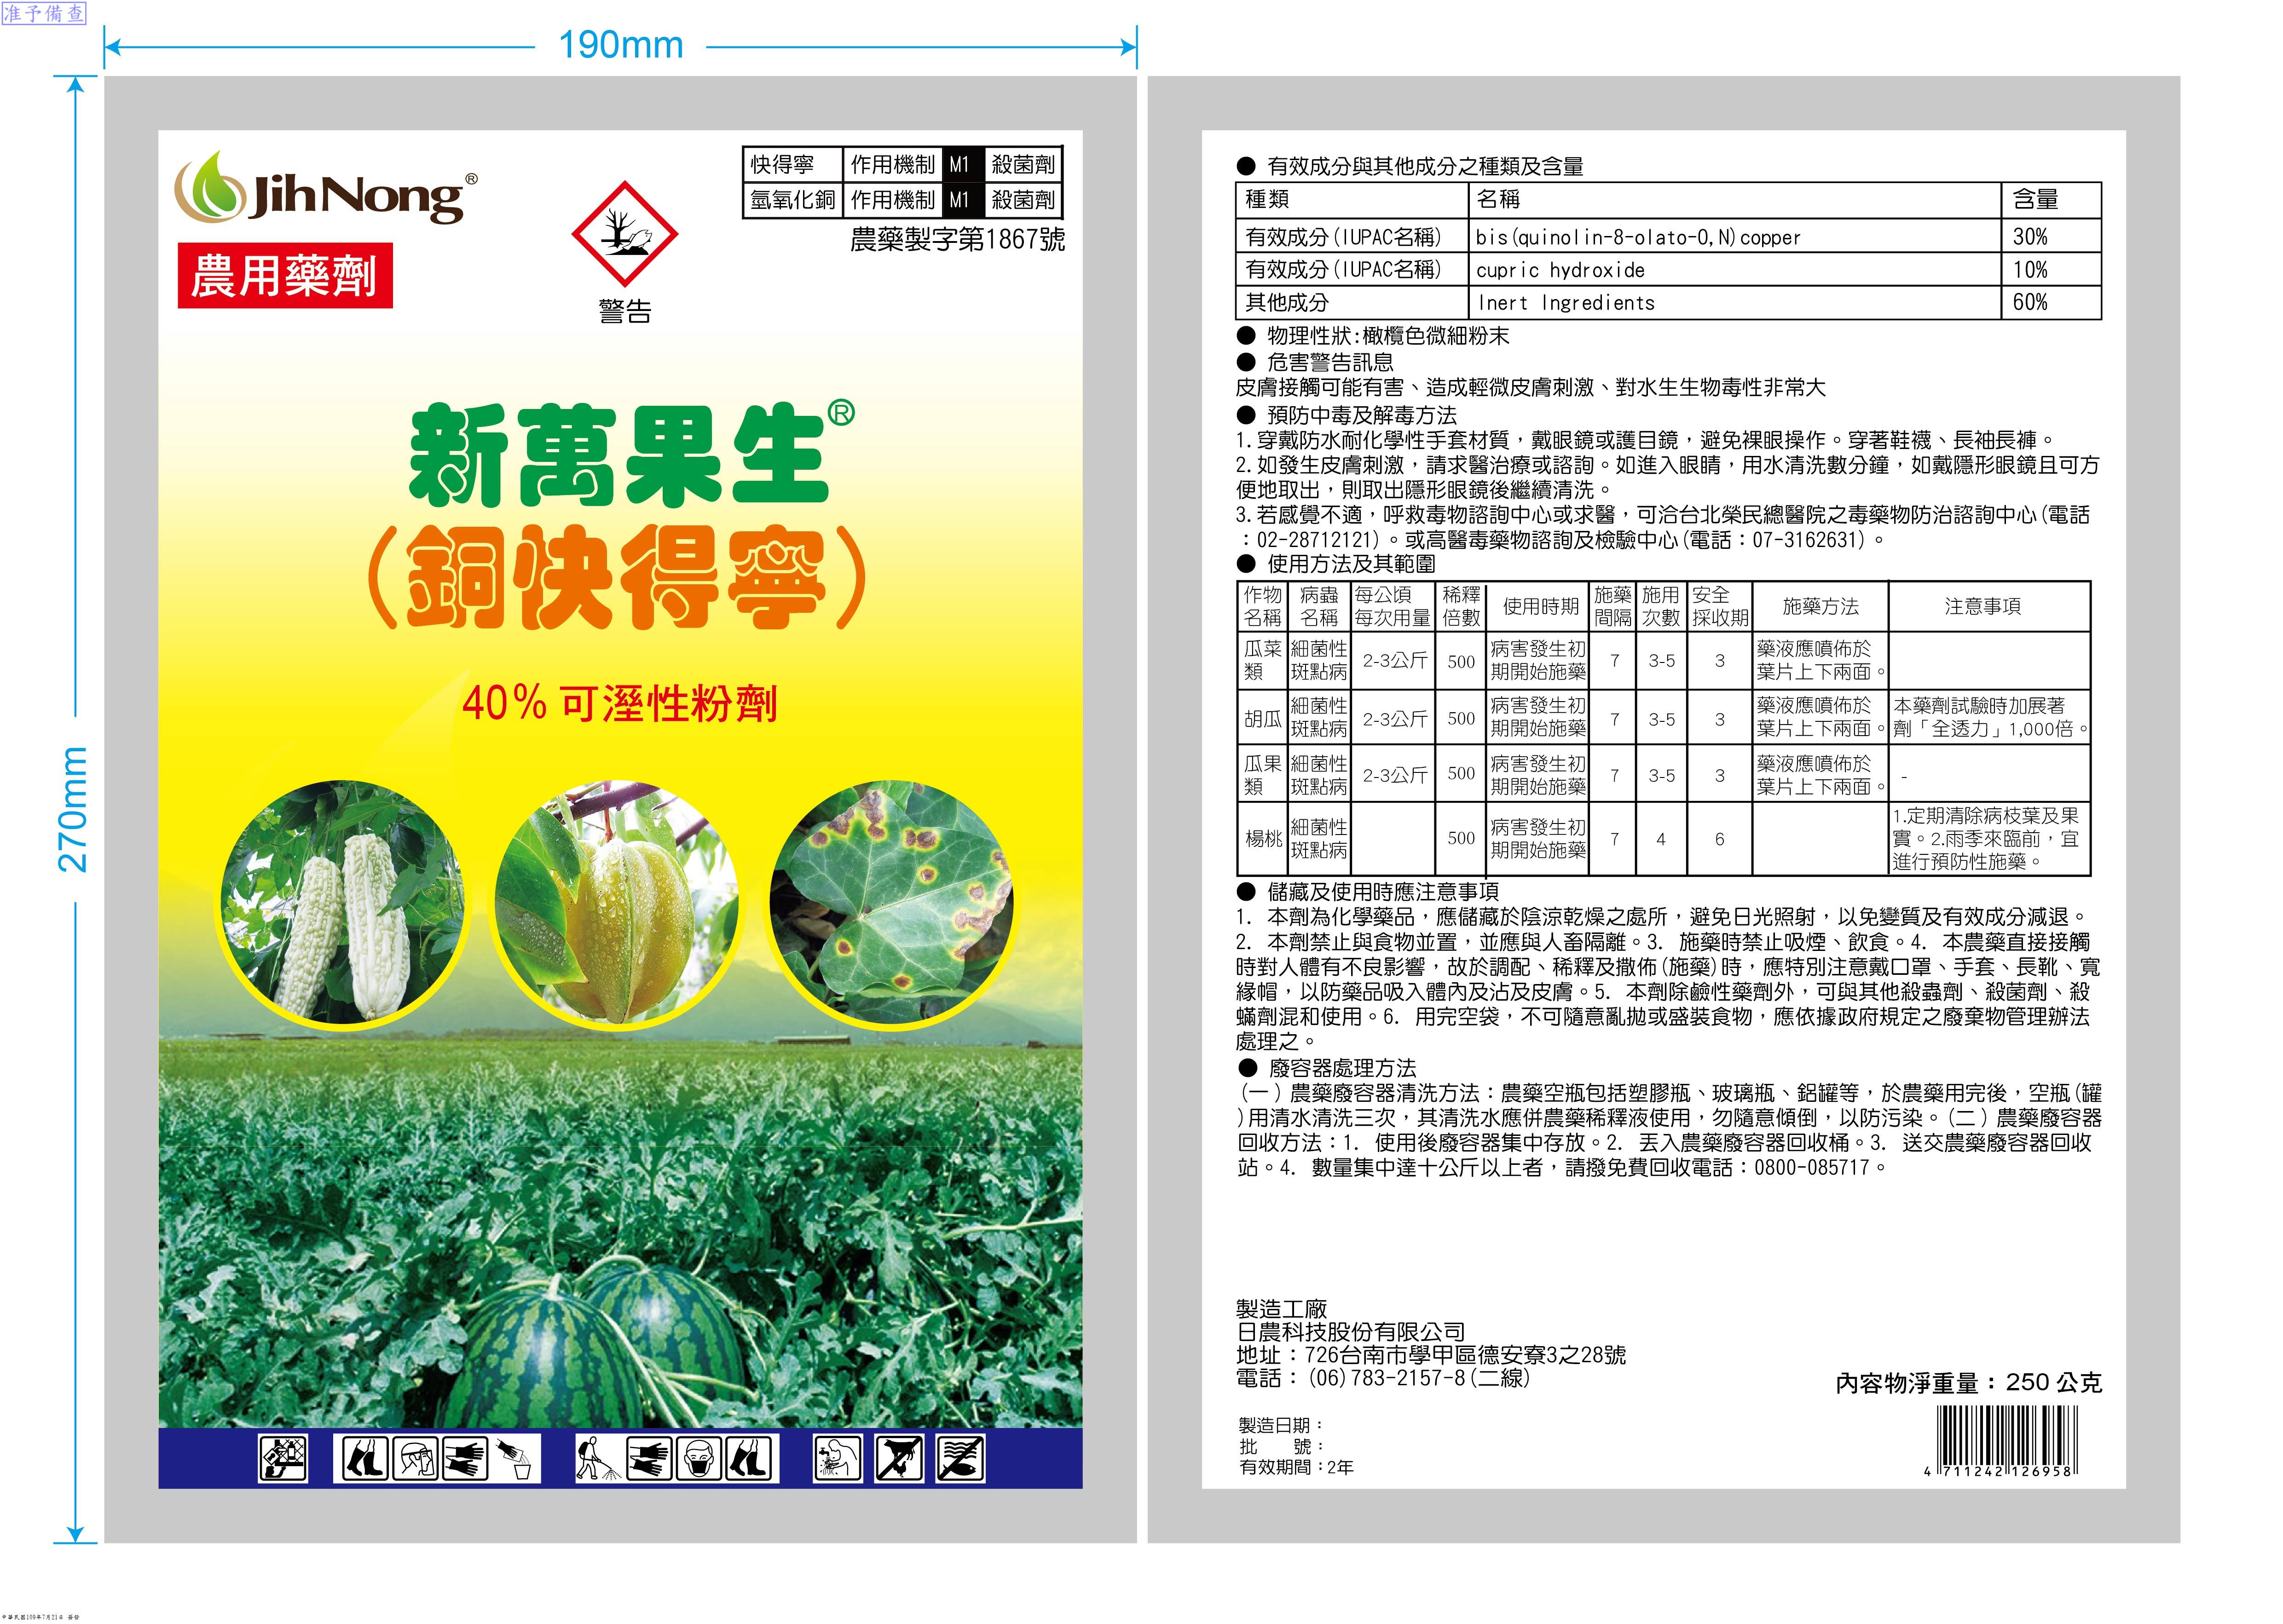 准予備查
190mm
270mm
JihNong®
農用藥劑
警告
快得寧 作用機制 M1 殺菌劑
氫氧化銅 作用機制 M1 殺菌劑
農藥製字第1867號
新萬果生®
(銅快得寧)
40% 可溼性粉劑
● 有效成分與其他成分之種類及含量
種類 名稱 含量
有效成分(IUPAC名稱) bis(quinolin-8-olato-O,N)copper 30%
有效成分(IUPAC名稱) cupric hydroxide 10%
其他成分 Inert Ingredients 60%
● 物理性狀:橄欖色微細粉末
● 危害警告訊息
皮膚接觸可能有害、造成輕微皮膚刺激、對水生生物毒性非常大
● 預防中毒及解毒方法
1.穿戴防水耐化學性手套材質，戴眼鏡或護目鏡，避免裸眼操作。穿著鞋襪、長袖長褲。
2.如發生皮膚刺激，請求醫治療或諮詢。如進入眼睛，用水清洗數分鐘，如戴隱形眼鏡且可方
便地取出，則取出隱形眼鏡後繼續清洗。
3.若感覺不適，呼救毒物諮詢中心或求醫，可洽台北榮民總醫院之毒藥物防治諮詢中心(電話
：02-28712121)。或高醫毒藥物諮詢及檢驗中心(電話：07-3162631)。
● 使用方法及其範圍
作物名稱 病蟲名稱 每公頃每次用量 稀釋倍數 使用時期 施藥間隔 施用次數 安全採收期 施藥方法 注意事項
瓜菜類 細菌性斑點病 2-3公斤 500 病害發生初期開始施藥 7 3-5 3 藥液應噴佈於葉片上下兩面。
胡瓜 細菌性斑點病 2-3公斤 500 病害發生初期開始施藥 7 3-5 3 藥液應噴佈於葉片上下兩面。 本藥劑試驗時加展著劑「全透力」1,000倍。
瓜果類 細菌性斑點病 2-3公斤 500 病害發生初期開始施藥 7 3-5 3 藥液應噴佈於葉片上下兩面。 -
楊桃 細菌性斑點病 500 病害發生初期開始施藥 7 4 6 1.定期清除病枝葉及果實。2.雨季來臨前，宜進行預防性施藥。
● 儲藏及使用時應注意事項
1. 本劑為化學藥品，應儲藏於陰涼乾燥之處所，避免日光照射，以免變質及有效成分減退。
2. 本劑禁止與食物並置，並應與人畜隔離。3. 施藥時禁止吸煙、飲食。4. 本農藥直接接觸
時對人體有不良影響，故於調配、稀釋及撒佈(施藥)時，應特別注意戴口罩、手套、長靴、寬
緣帽，以防藥品吸入體內及沾及皮膚。5. 本劑除鹼性藥劑外，可與其他殺蟲劑、殺菌劑、殺
蟎劑混和使用。6. 用完空袋，不可隨意亂拋或盛裝食物，應依據政府規定之廢棄物管理辦法
處理之。
● 廢容器處理方法
(一)農藥廢容器清洗方法：農藥空瓶包括塑膠瓶、玻璃瓶、鋁罐等，於農藥用完後，空瓶(罐
)用清水清洗三次，其清洗水應併農藥稀釋液使用，勿隨意傾倒，以防污染。(二)農藥廢容器
回收方法：1. 使用後廢容器集中存放。2. 丟入農藥廢容器回收桶。3. 送交農藥廢容器回收
站。4. 數量集中達十公斤以上者，請撥免費回收電話：0800-085717。
製造工廠
日農科技股份有限公司
地址：726台南市學甲區德安寮3之28號
電話：(06)783-2157-8(二線)
內容物淨重量：250公克
製造日期：
批 號：
有效期間：2年
4 711242 126958
中華民國109年7月21日 簽發